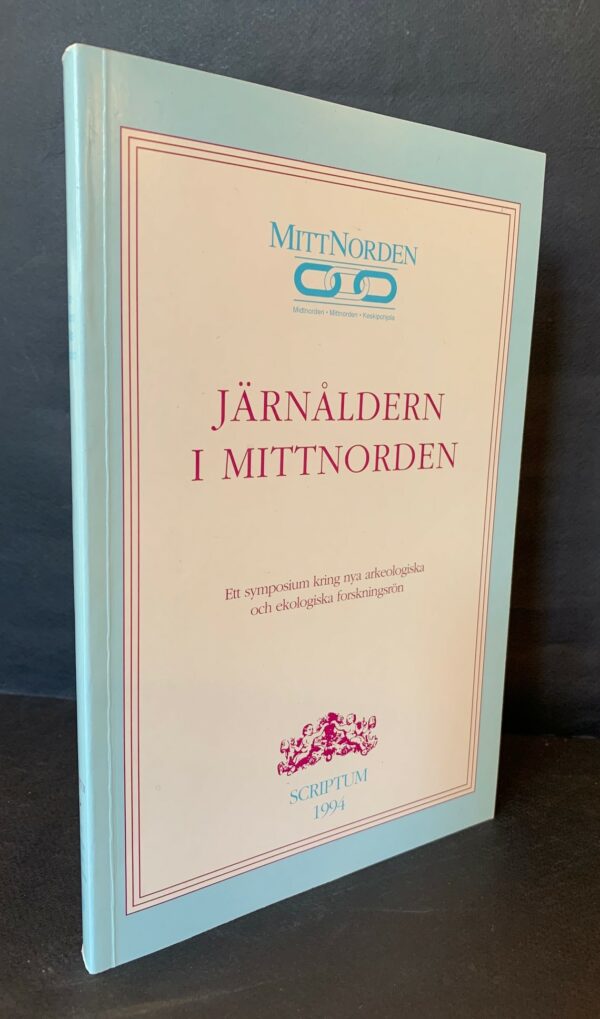 MITTNORDEN
Midtnorden • Mittnorden • Keskipohjola
JÄRNÅLDERN
I MITTNORDEN
Ett symposium kring nya arkeologiska
och ekologiska forskningsrön
SCRIPTUM
1994